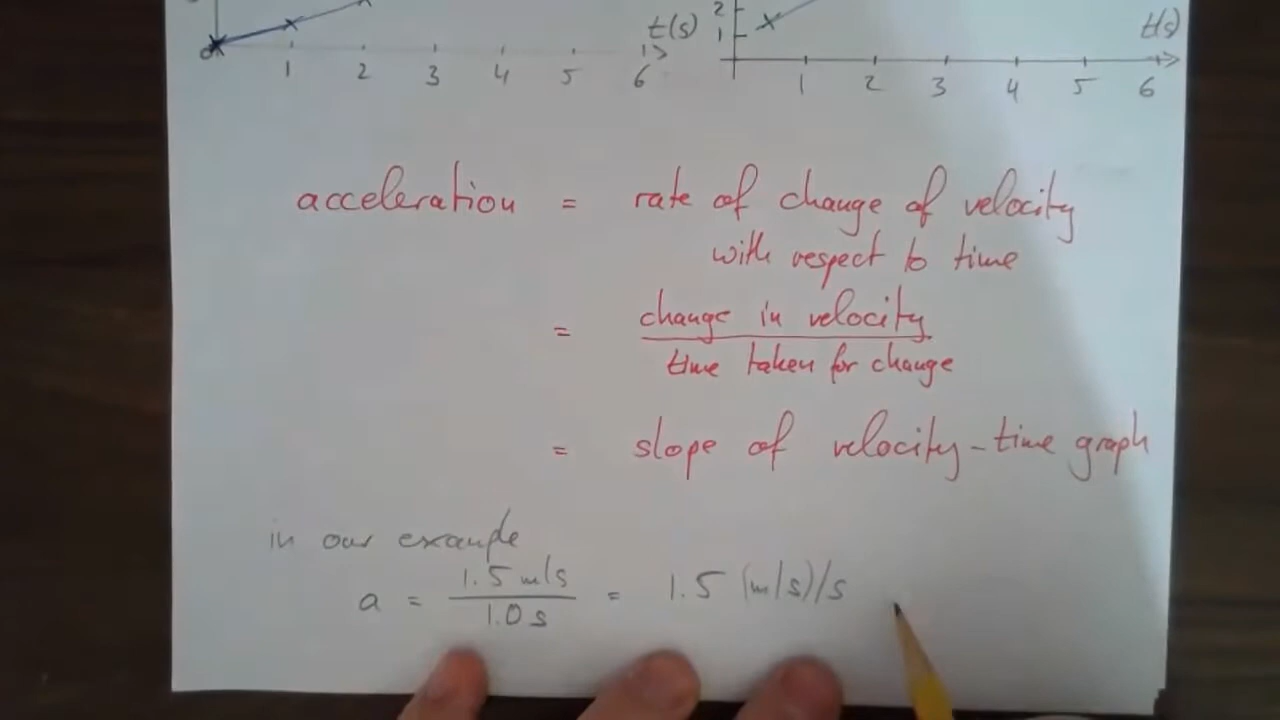 t(s)
1 2 3 4 5 6
2
1
t(s)
1 2 3 4 5 6
acceleration = rate of change of velocity
with respect to time
= change in velocity
time taken for change
= slope of velocity-time graph
in our example
a = 1.5 m/s / 1.0 s = 1.5 (m/s)/s